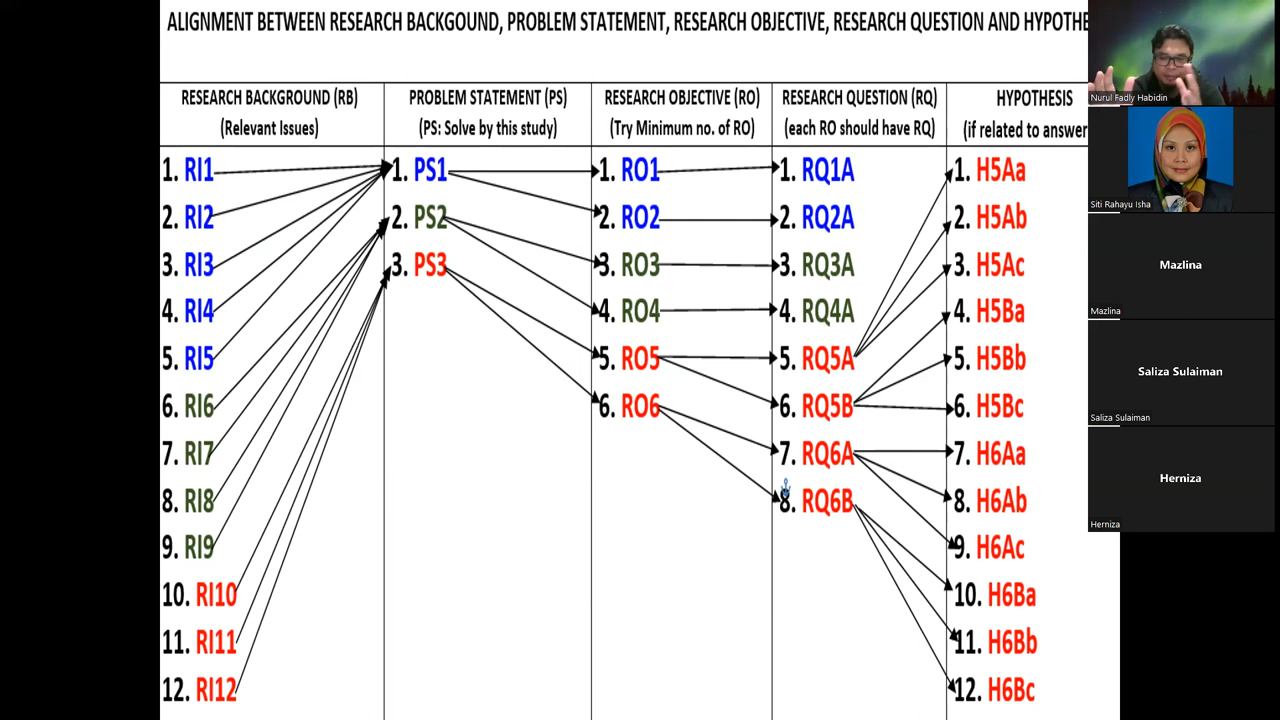 ALIGNMENT BETWEEN RESEARCH BACKGOUND, PROBLEM STATEMENT, RESEARCH OBJECTIVE, RESEARCH QUESTION AND HYPOTHE
RESEARCH BACKGROUND (RB)
(Relevant Issues)
1. RI1
2. RI2
3. RI3
4. RI4
5. RI5
6. RI6
7. RI7
8. RI8
9. RI9
10. RI10
11. RI11
12. RI12
PROBLEM STATEMENT (PS)
(PS: Solve by this study)
1. PS1
2. PS2
3. PS3
RESEARCH OBJECTIVE (RO)
(Try Minimum no. of RO)
1. RO1
2. RO2
3. RO3
4. RO4
5. RO5
6. RO6
RESEARCH QUESTION (RQ)
(each RO should have RQ)
1. RQ1A
2. RQ2A
3. RQ3A
4. RQ4A
5. RQ5A
6. RQ5B
7. RQ6A
8. RQ6B
HYPOTHESIS
(if related to answer
1. H5Aa
2. H5Ab
3. H5Ac
4. H5Ba
5. H5Bb
6. H5Bc
7. H6Aa
8. H6Ab
9. H6Ac
10. H6Ba
11. H6Bb
12. H6Bc
Nurul Fadly Habidin
Siti Rahayu Isha
Mazlina
Mazlina
Saliza Sulaiman
Saliza Sulaiman
Herniza
Herniza